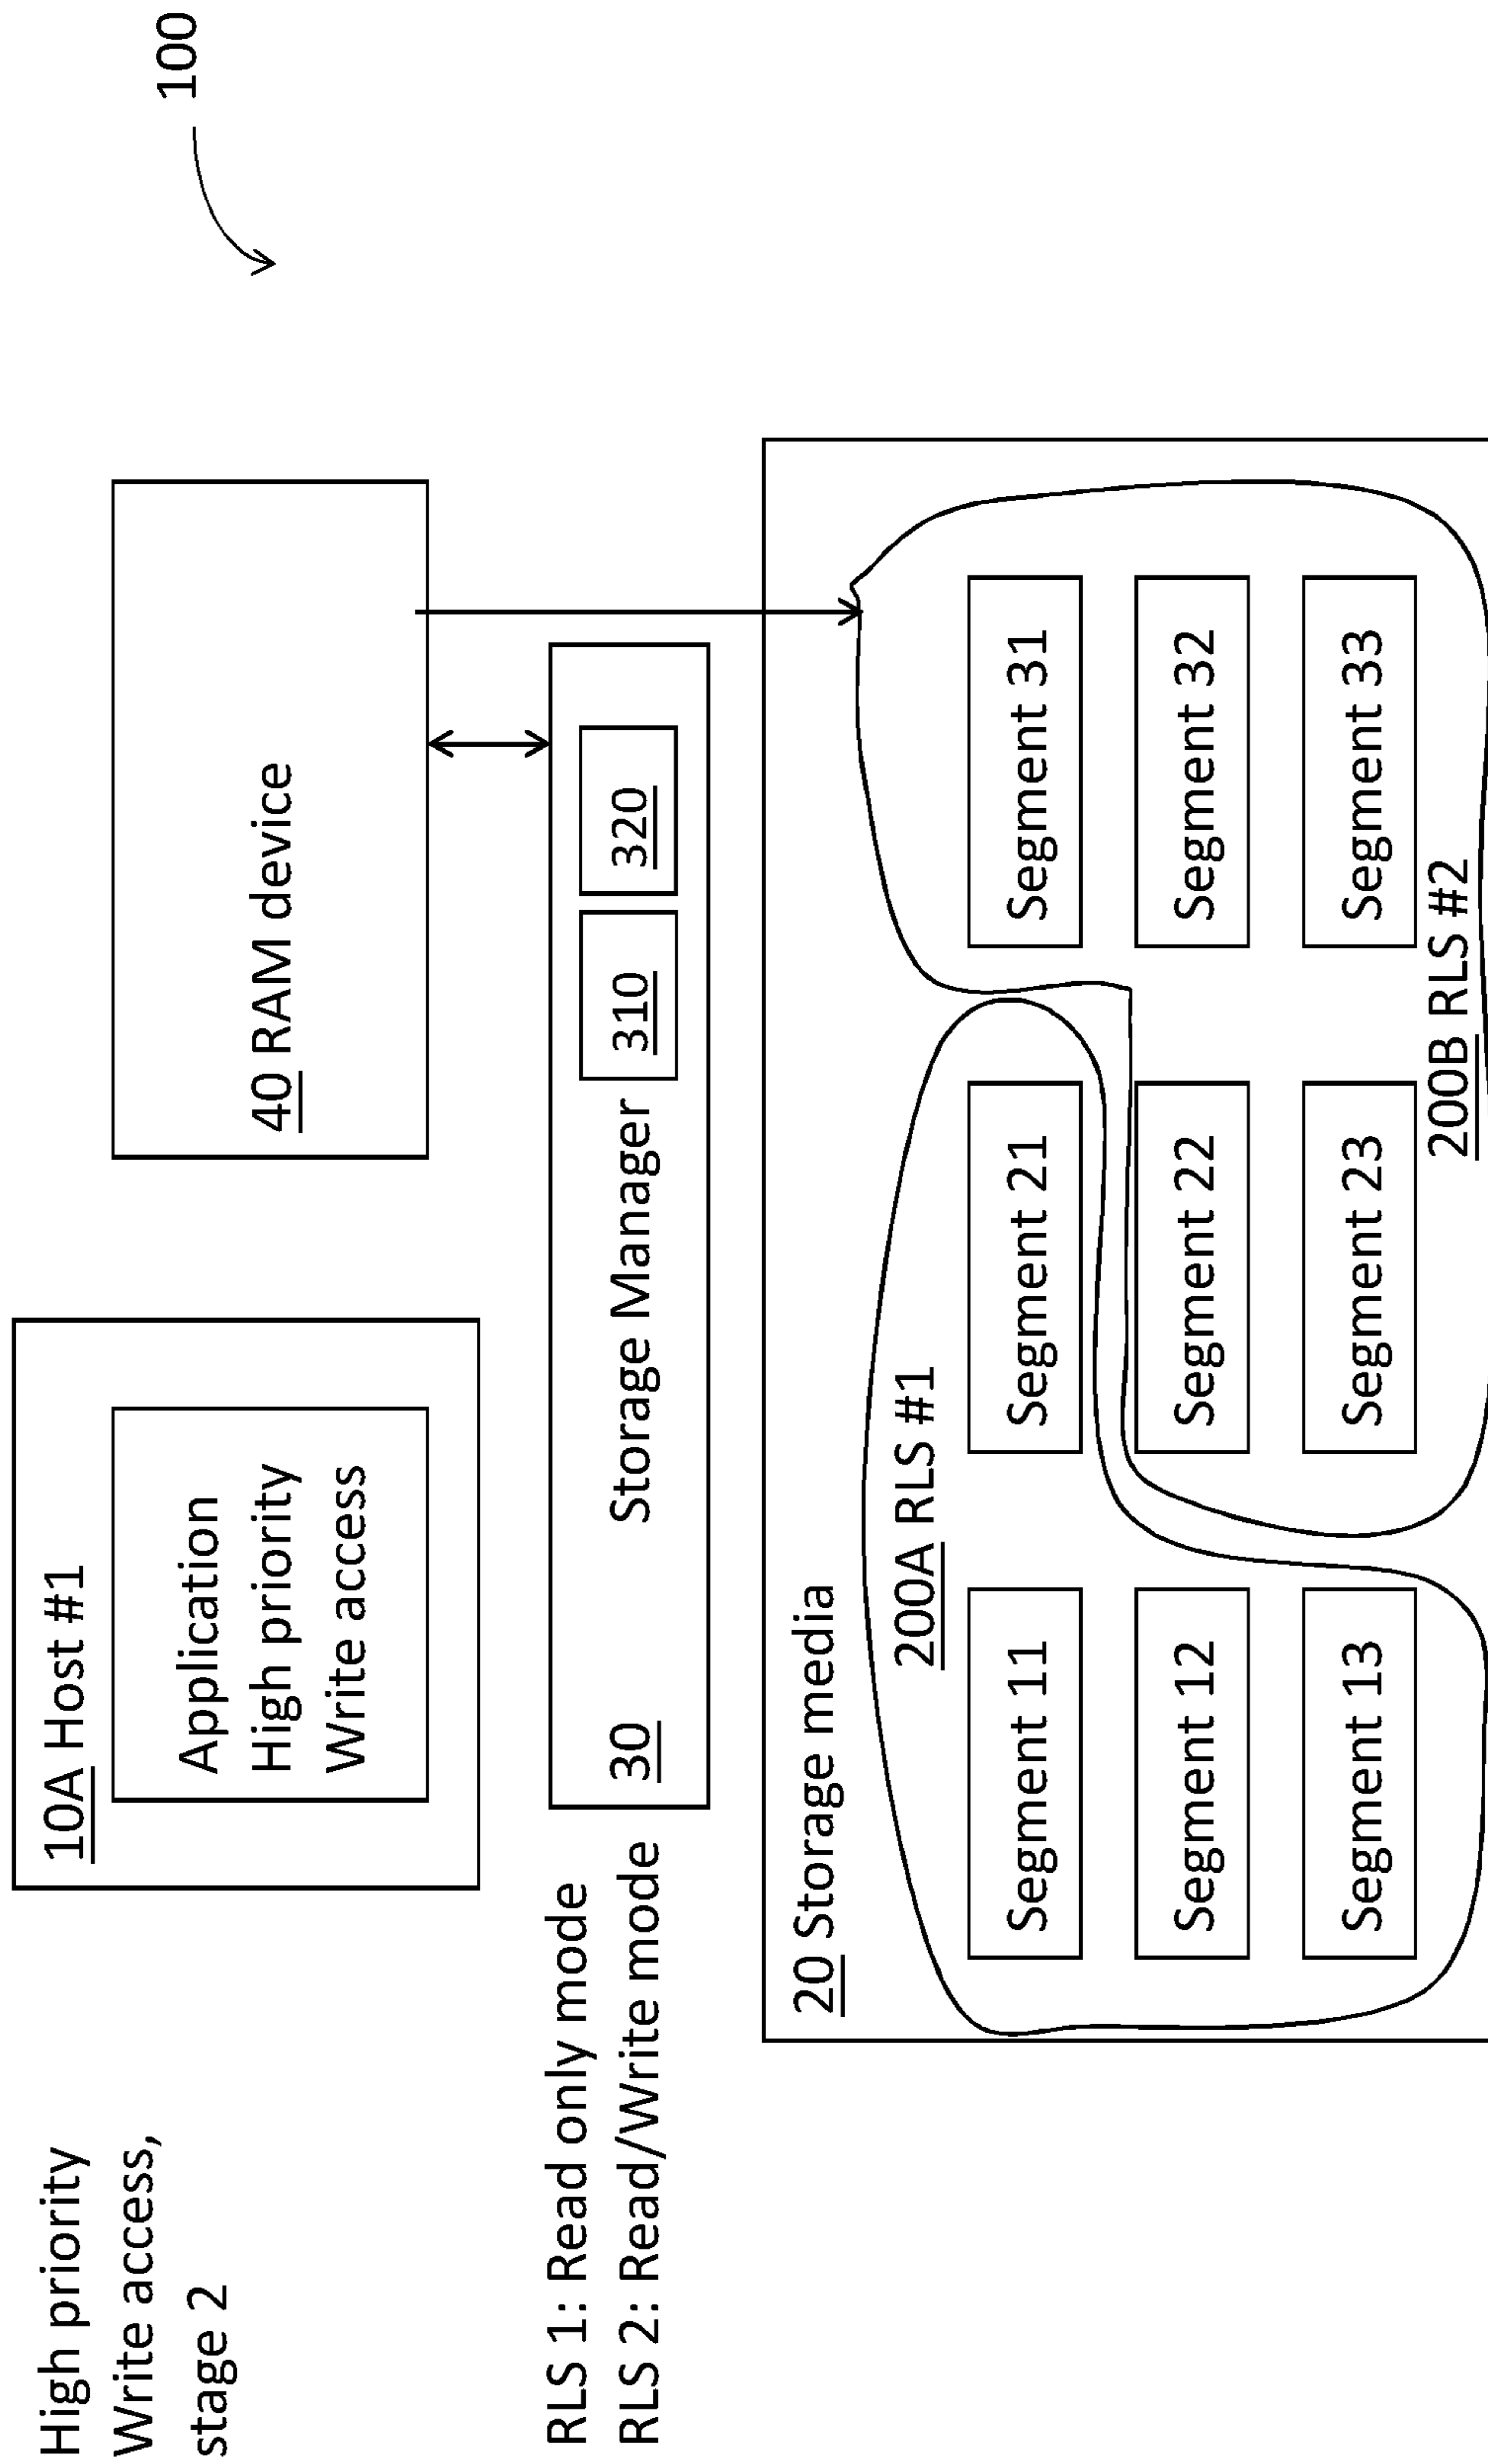 High priority
Write access,
stage 2
10A Host #1
Application
High priority
Write access
40 RAM device
100
RLS 1: Read only mode
RLS 2: Read/Write mode
30
Storage Manager
310
320
20 Storage media
200A RLS #1
Segment 11
Segment 21
Segment 31
Segment 12
Segment 22
Segment 32
Segment 13
Segment 23
Segment 33
200B RLS #2